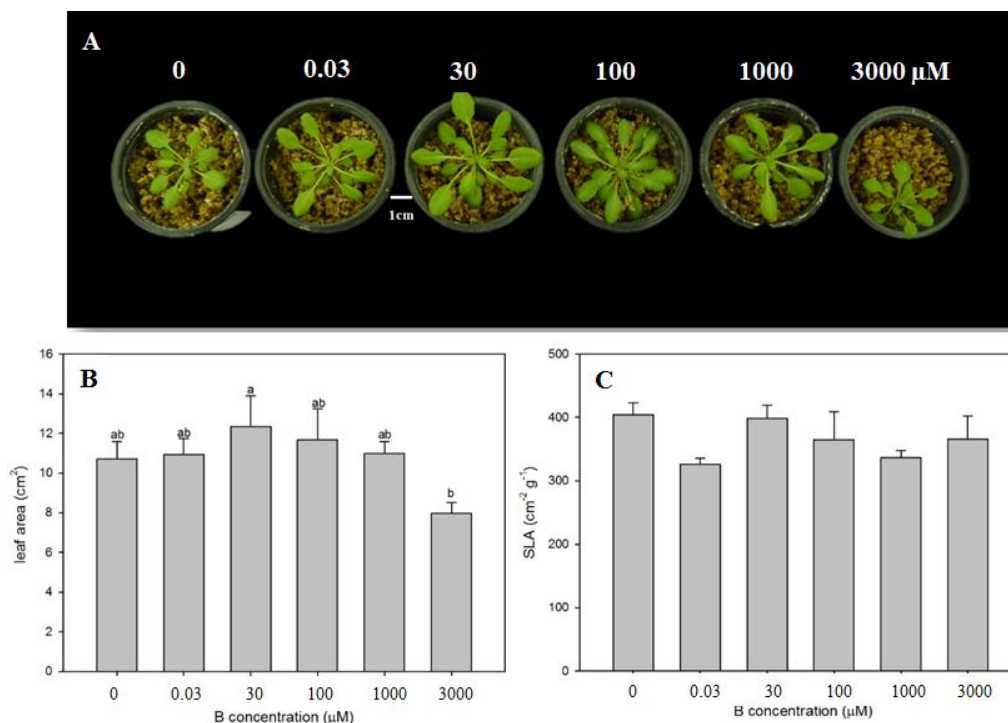 A
0 0.03 30 100 1000 3000 µM
1cm
B
leaf area (cm²)
16
14
12
10
8
6
4
2
0
ab ab a ab ab b
0 0.03 30 100 1000 3000
B concentration (µM)
C
SLA (cm⁻² g⁻¹)
500
400
300
200
100
0
0 0.03 30 100 1000 3000
B concentration (µM)